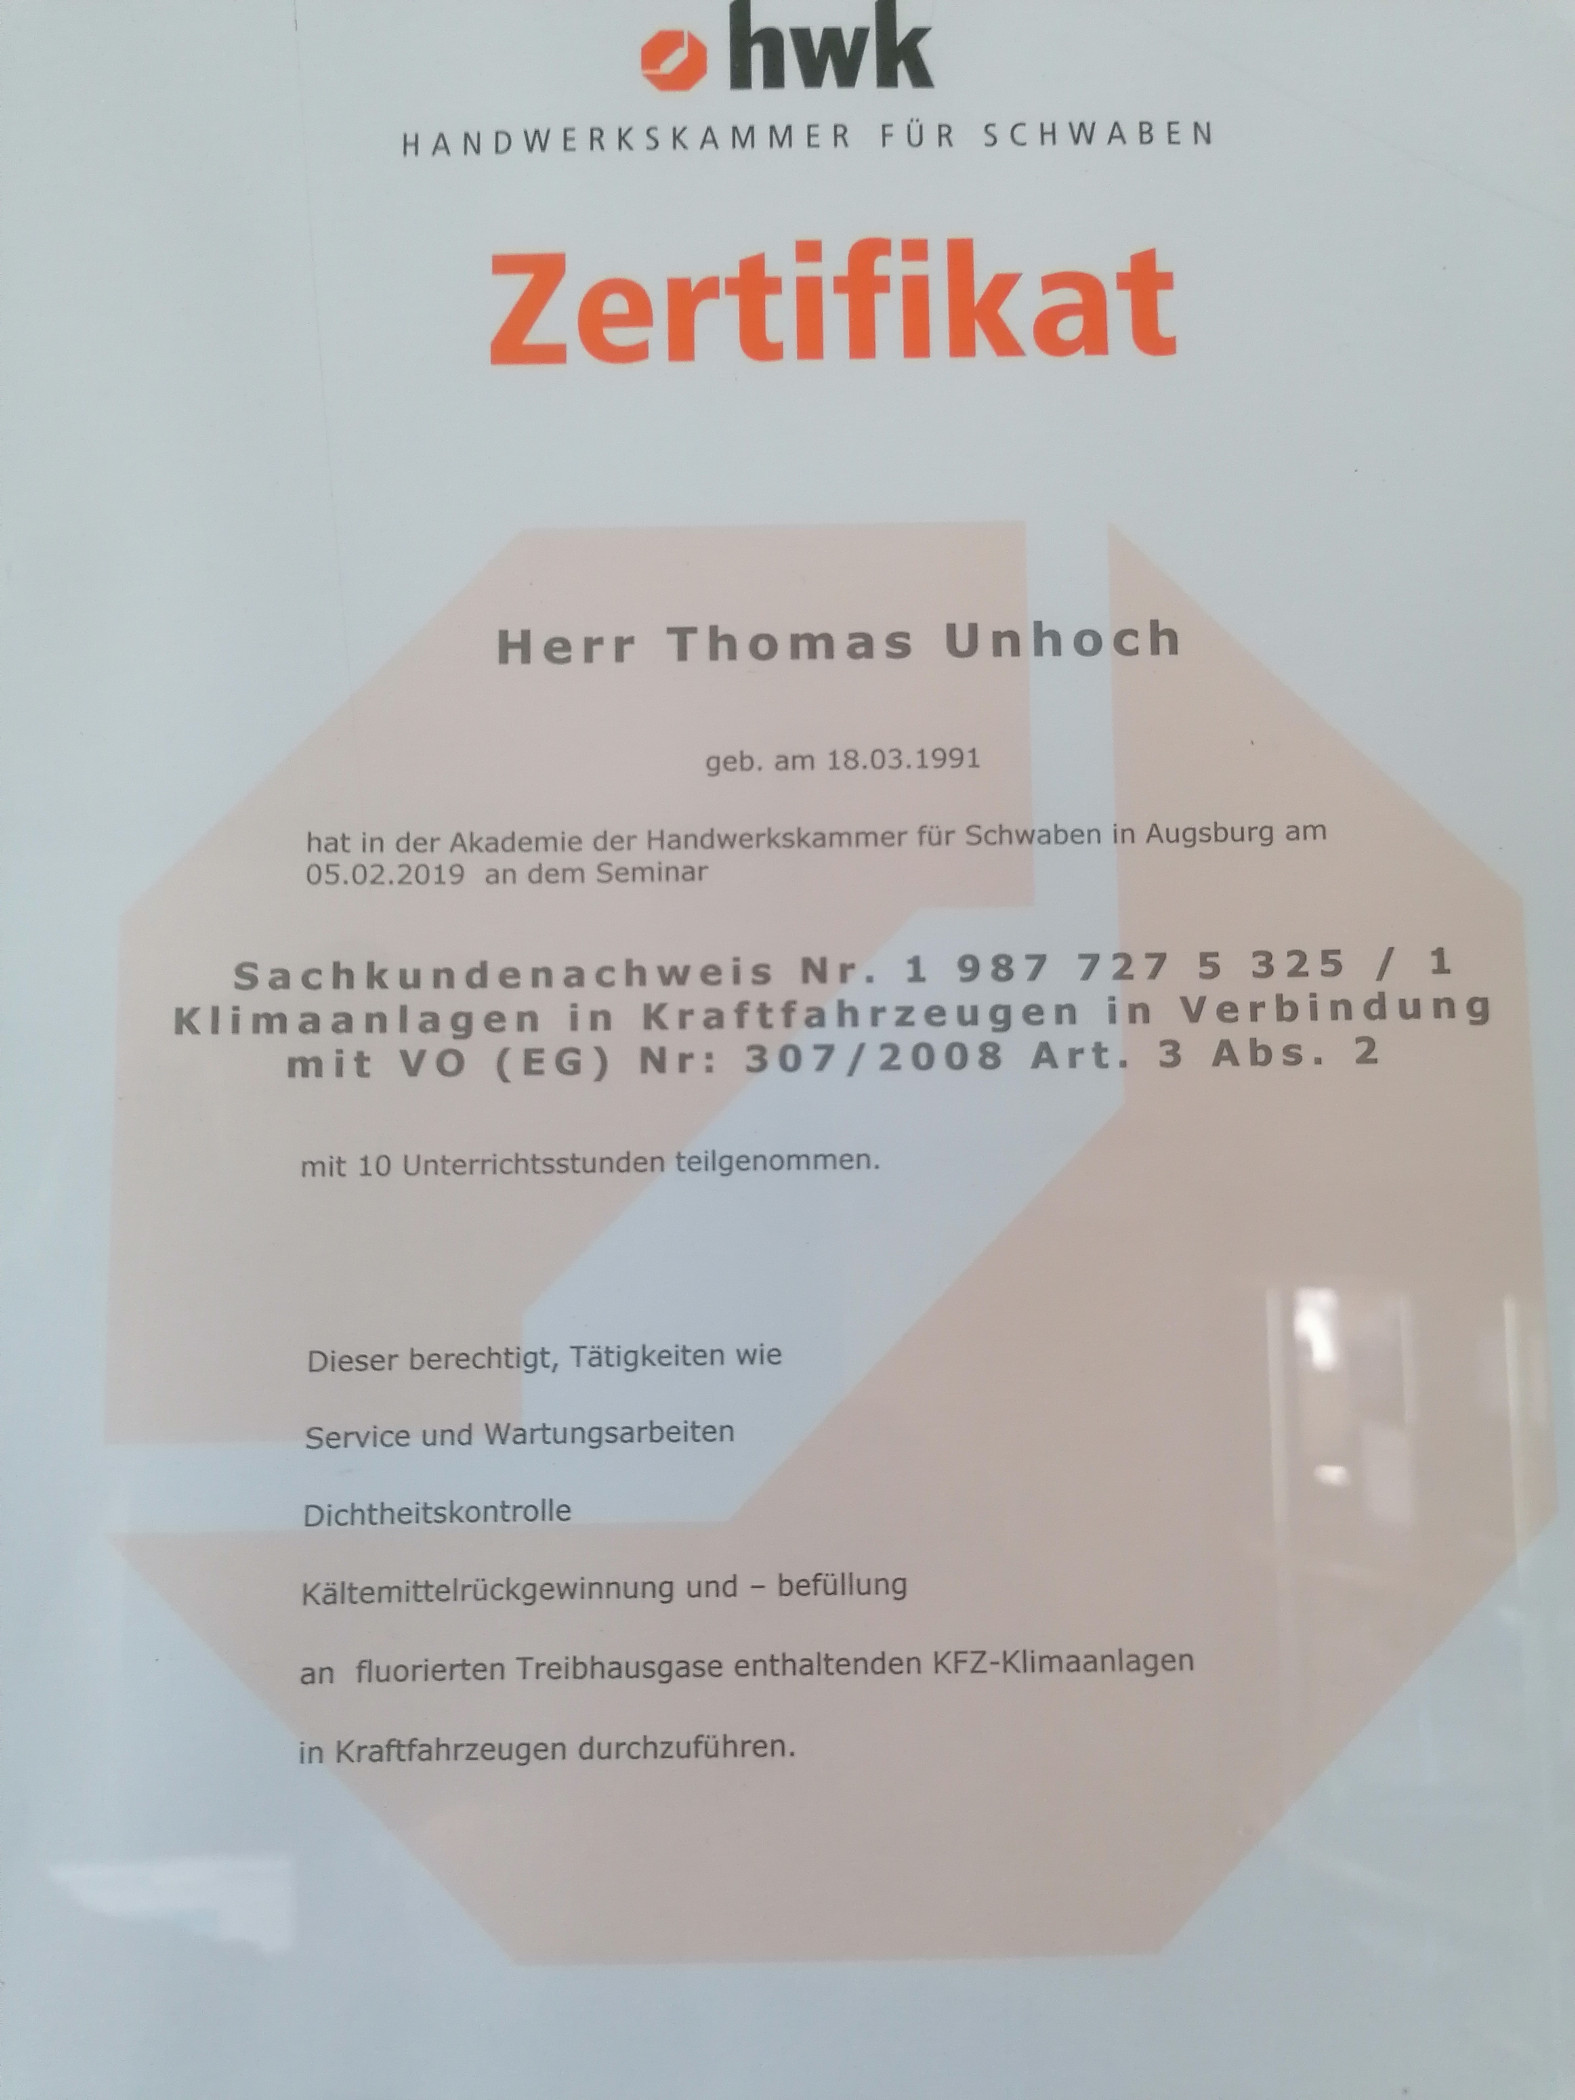 hwk
HANDWERKSKAMMER FÜR SCHWABEN
Zertifikat
Herr Thomas Unhoch
geb. am 18.03.1991
hat in der Akademie der Handwerkskammer für Schwaben in Augsburg am
05.02.2019 an dem Seminar
Sachkundenachweis Nr. 1 987 727 5 325 / 1
Klimaanlagen in Kraftfahrzeugen in Verbindung
mit VO (EG) Nr: 307/2008 Art. 3 Abs. 2
mit 10 Unterrichtsstunden teilgenommen.
Dieser berechtigt, Tätigkeiten wie
Service und Wartungsarbeiten
Dichtheitskontrolle
Kältemittelrückgewinnung und – befüllung
an fluorierten Treibhausgase enthaltenden KFZ-Klimaanlagen
in Kraftfahrzeugen durchzuführen.